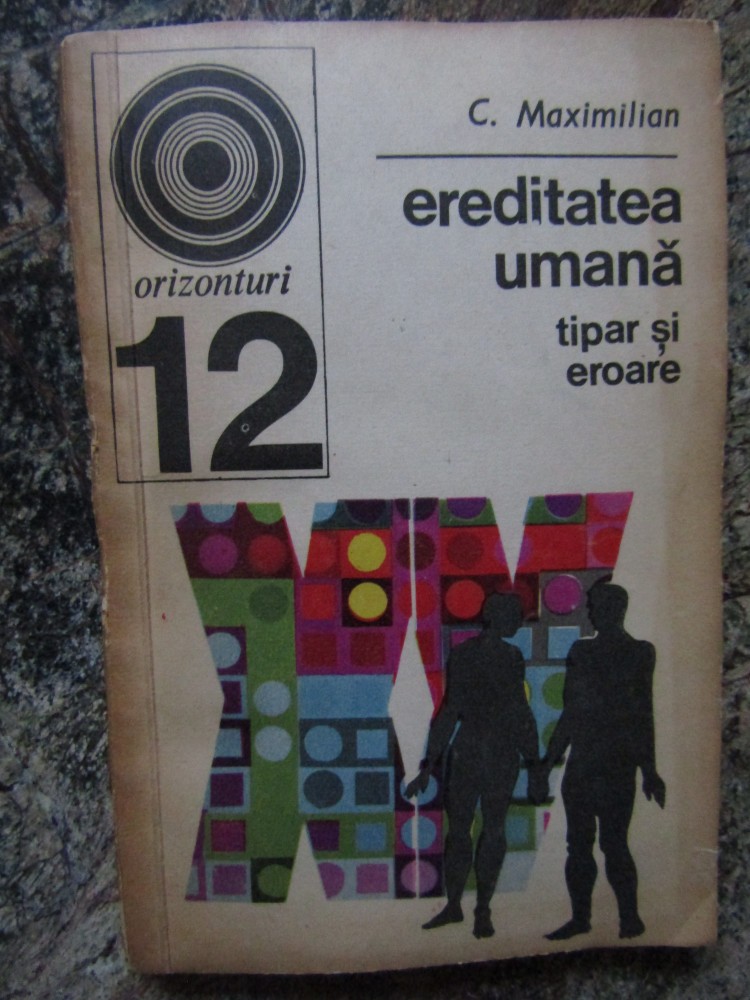 C. Maximilian
ereditatea
umană
tipar și
eroare
orizonturi
12